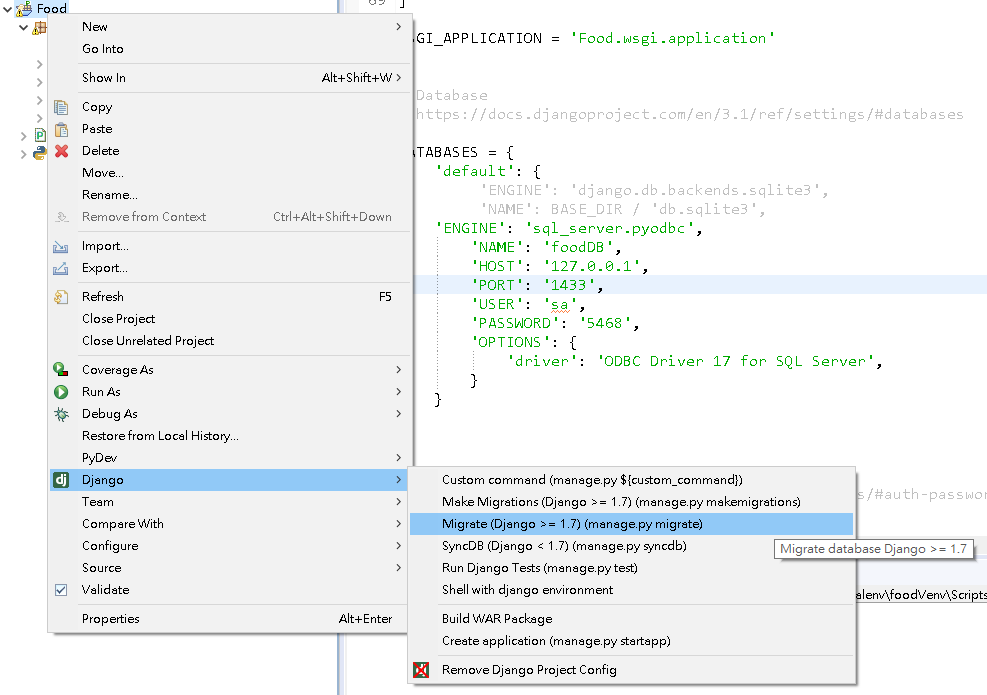 Food
69 ]
New
Go Into
Show In Alt+Shift+W
Copy
Paste
Delete
Move...
Rename...
Remove from Context Ctrl+Alt+Shift+Down
Import...
Export...
Refresh F5
Close Project
Close Unrelated Project
Coverage As
Run As
Debug As
Restore from Local History...
PyDev
Django
Team
Compare With
Configure
Source
Validate
Properties Alt+Enter
SGI_APPLICATION = 'Food.wsgi.application'
Database
https://docs.djangoproject.com/en/3.1/ref/settings/#databases
ATABASES = {
'default': {
'ENGINE': 'django.db.backends.sqlite3',
'NAME': BASE_DIR / 'db.sqlite3',
'ENGINE': 'sql_server.pyodbc',
'NAME': 'foodDB',
'HOST': '127.0.0.1',
'PORT': '1433',
'USER': 'sa',
'PASSWORD': '5468',
'OPTIONS': {
'driver': 'ODBC Driver 17 for SQL Server',
}
}
Custom command (manage.py ${custom_command})
Make Migrations (Django >= 1.7) (manage.py makemigrations)
Migrate (Django >= 1.7) (manage.py migrate)
SyncDB (Django < 1.7) (manage.py syncdb)
Run Django Tests (manage.py test)
Shell with django environment
Build WAR Package
Create application (manage.py startapp)
Remove Django Project Config
s/#auth-passwor
Migrate database Django >= 1.7
alenv\foodVenv\Scripts